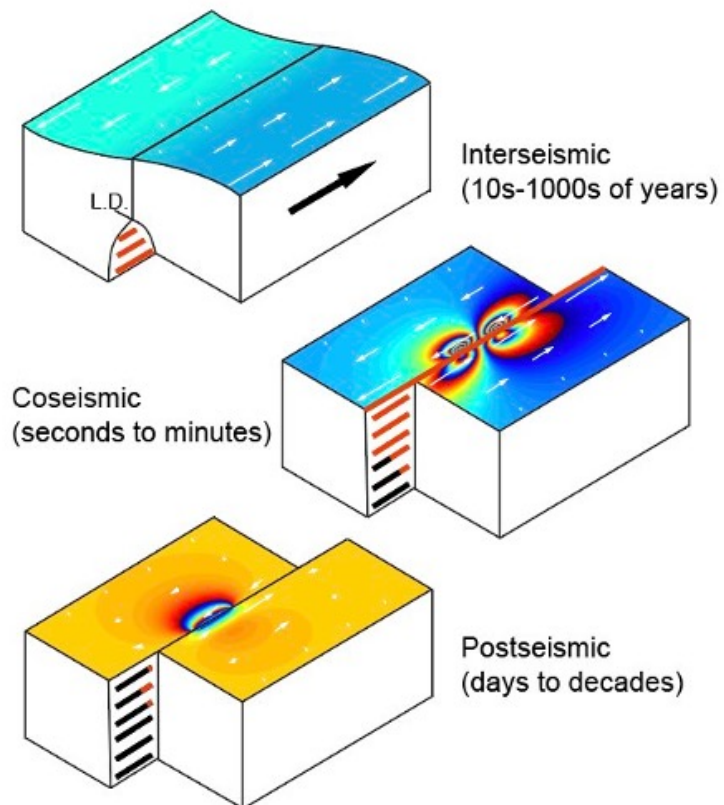 Interseismic
(10s-1000s of years)
L.D.
Coseismic
(seconds to minutes)
Postseismic
(days to decades)